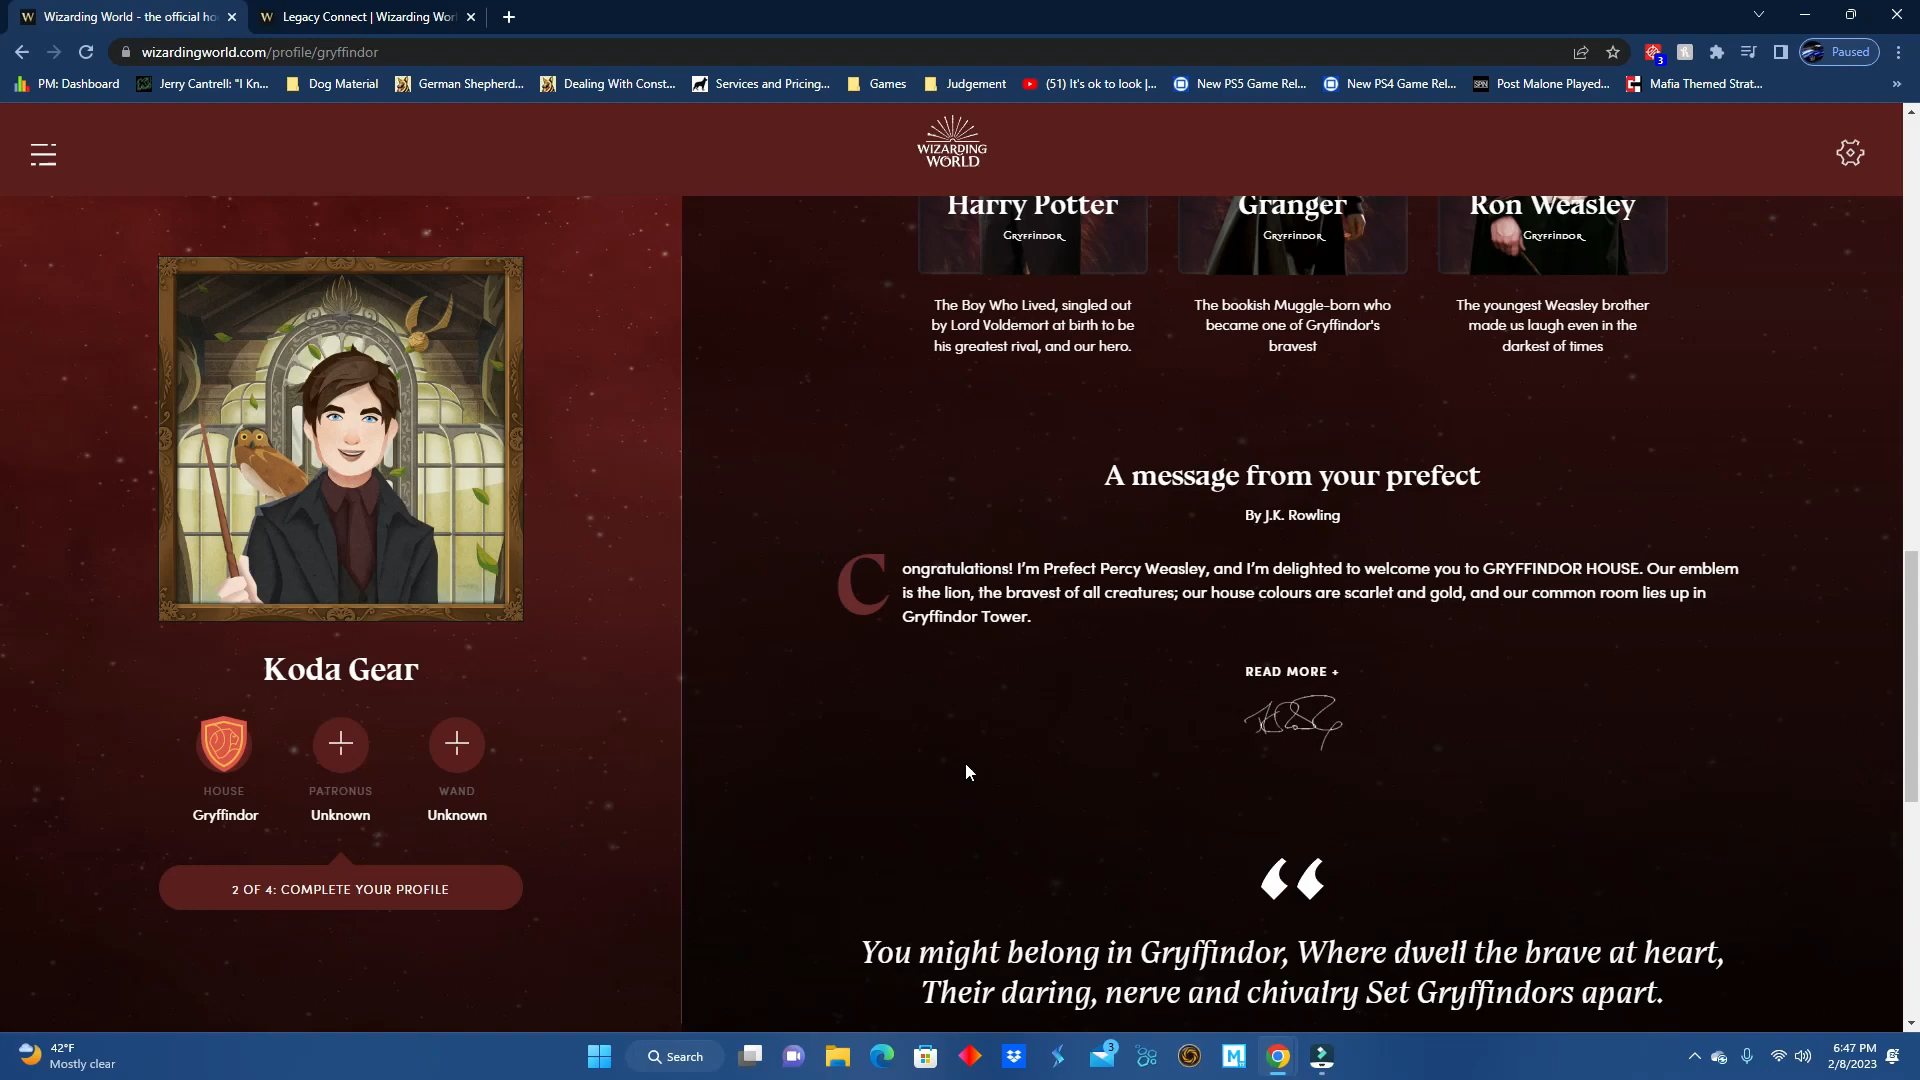 Wizarding World - the official ho
Legacy Connect | Wizarding Wor
wizardingworld.com/profile/gryffindor
3
Paused
PM: Dashboard
Jerry Cantrell: "I Kn...
Dog Material
German Shepherd...
Dealing With Const...
Services and Pricing...
Games
Judgement
(51) It's ok to look |...
New PS5 Game Rel...
New PS4 Game Rel...
SPIN
Post Malone Played...
Mafia Themed Strat...
WIZARDING
WORLD
Harry Potter
Gryffindor
Granger
Gryffindor
Ron Weasley
Gryffindor
The Boy Who Lived, singled out
by Lord Voldemort at birth to be
his greatest rival, and our hero.
The bookish Muggle-born who
became one of Gryffindor's
bravest
The youngest Weasley brother
made us laugh even in the
darkest of times
Koda Gear
HOUSE
Gryffindor
PATRONUS
Unknown
WAND
Unknown
2 OF 4: COMPLETE YOUR PROFILE
A message from your prefect
By J.K. Rowling
Congratulations! I'm Prefect Percy Weasley, and I'm delighted to welcome you to GRYFFINDOR HOUSE. Our emblem
is the lion, the bravest of all creatures; our house colours are scarlet and gold, and our common room lies up in
Gryffindor Tower.
READ MORE +
“
You might belong in Gryffindor, Where dwell the brave at heart,
Their daring, nerve and chivalry Set Gryffindors apart.
42°F
Mostly clear
Search
3
M
6:47 PM
2/8/2023